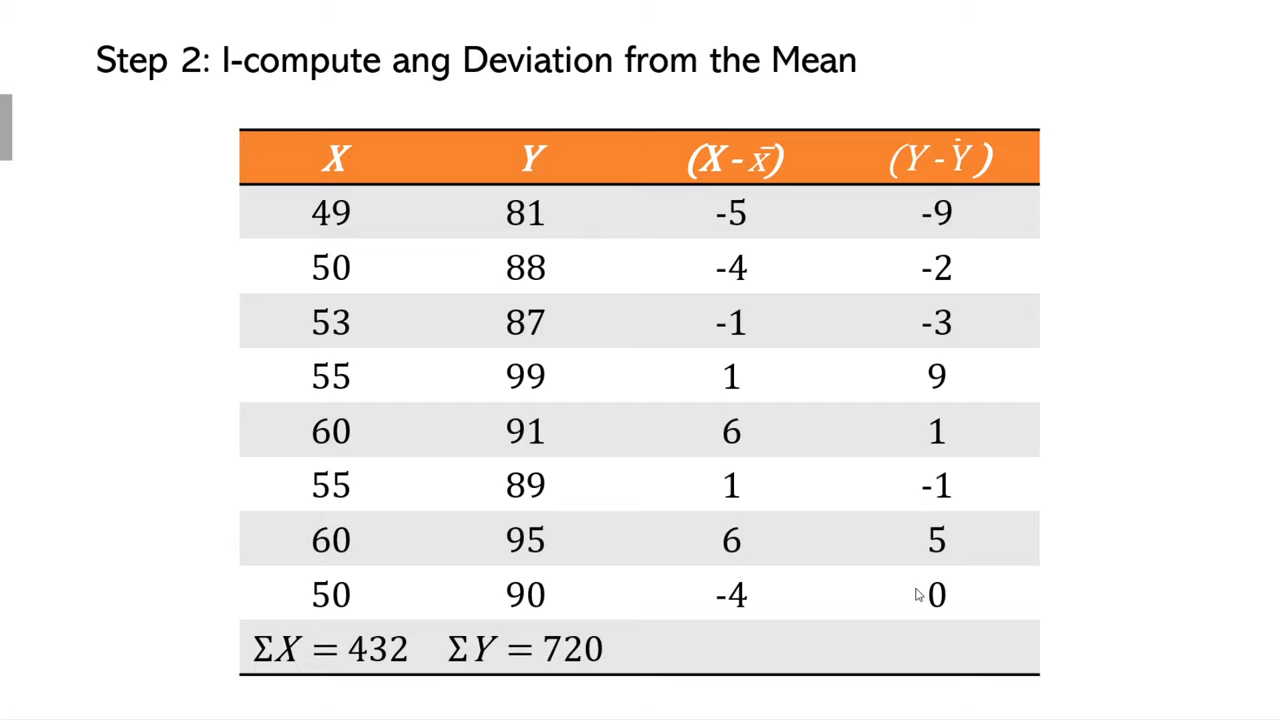 Step 2: I-compute ang Deviation from the Mean
X Y (X - x̄) (Y - Ȳ)
49 81 -5 -9
50 88 -4 -2
53 87 -1 -3
55 99 1 9
60 91 6 1
55 89 1 -1
60 95 6 5
50 90 -4 0
ΣX = 432 ΣY = 720